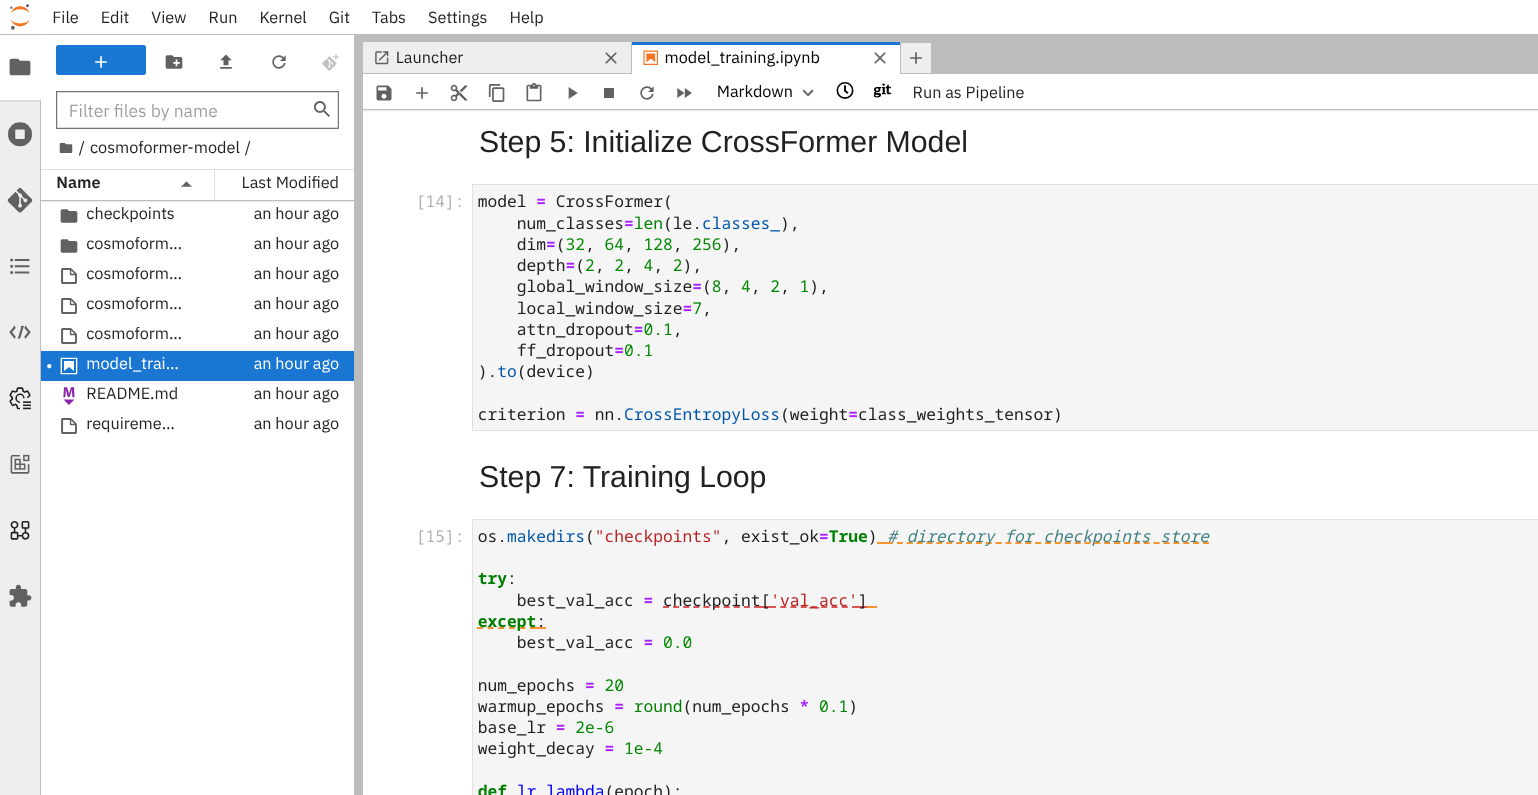 File Edit View Run Kernel Git Tabs Settings Help
Launcher
model_training.ipynb
Markdown
git
Run as Pipeline
Filter files by name
/ cosmoformer-model /
Name Last Modified
checkpoints an hour ago
cosmoform... an hour ago
cosmoform... an hour ago
cosmoform... an hour ago
cosmoform... an hour ago
model_trai... an hour ago
README.md an hour ago
requireme... an hour ago
Step 5: Initialize CrossFormer Model
[14]:
model = CrossFormer(
    num_classes=len(le.classes_),
    dim=(32, 64, 128, 256),
    depth=(2, 2, 4, 2),
    global_window_size=(8, 4, 2, 1),
    local_window_size=7,
    attn_dropout=0.1,
    ff_dropout=0.1
).to(device)
criterion = nn.CrossEntropyLoss(weight=class_weights_tensor)
Step 7: Training Loop
[15]:
os.makedirs("checkpoints", exist_ok=True) # directory for checkpoints store
try:
    best_val_acc = checkpoint['val_acc']
except:
    best_val_acc = 0.0
num_epochs = 20
warmup_epochs = round(num_epochs * 0.1)
base_lr = 2e-6
weight_decay = 1e-4
def lr_lambda(epoch):